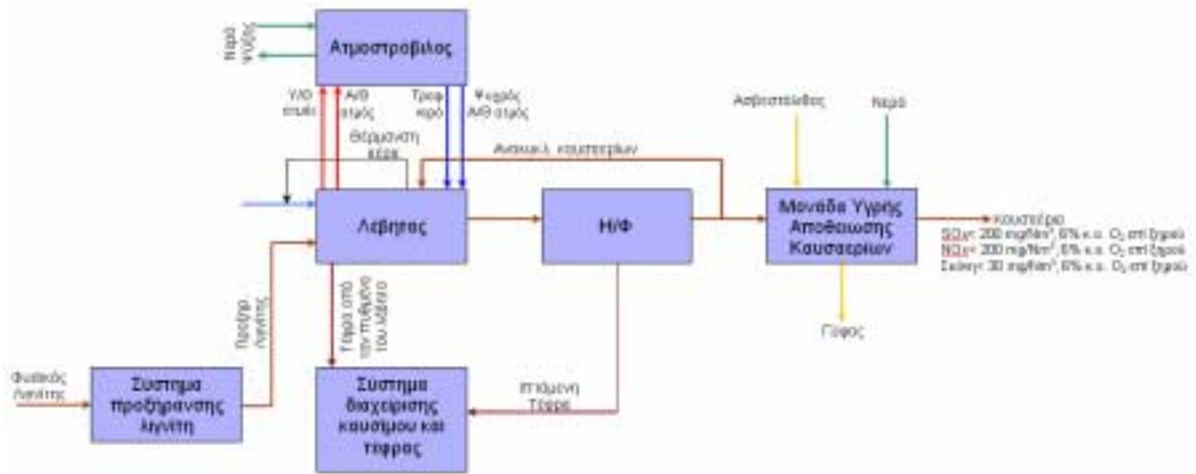 Νερό
Ψύξης
Ατμοστρόβιλος
Υ/Θ
ατμός
Α/Θ
ατμός
Τροφ
νερό
Ψυχρός
Α/Θ ατμός
Θέρμανση
αέρα
Ανακυκλ. καυσαερίων
Ασβεστόλιθος
Νερό
Λέβητας
Η/Φ
Μονάδα Υγρής
Αποθείωσης
Καυσαερίων
Καυσαέρια
SOx< 200 mg/Nm³, 6% κ.ο. O₂ επί ξηρού
NOx< 200 mg/Nm³, 6% κ.ο. O₂ επί ξηρού
Σκόνη< 30 mg/Nm³, 6% κ.ο. O₂ επί ξηρού
Γύψος
Προξηρ.
Λιγνίτης
Τέφρα από
τον πυθμένα
του λέβητα
Φυσικός
Λιγνίτης
Σύστημα
προξήρανσης
λιγνίτη
Σύστημα
διαχείρισης
καυσίμου και
τέφρας
Ιπτάμενη
Τέφρα